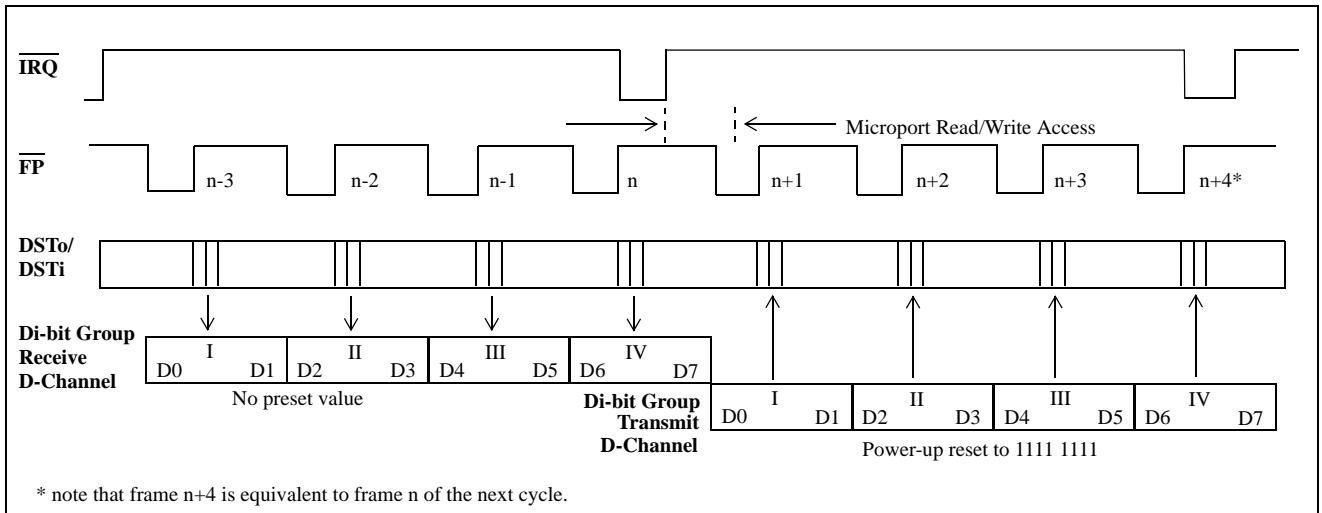 IRQ
Microport Read/Write Access
FP
n-3 n-2 n-1 n n+1 n+2 n+3 n+4*
DSTo/
DSTi
Di-bit Group
Receive
D-Channel
I II III IV
D0 D1 D2 D3 D4 D5 D6 D7
No preset value
Di-bit Group
Transmit
D-Channel
I II III IV
D0 D1 D2 D3 D4 D5 D6 D7
Power-up reset to 1111 1111
* note that frame n+4 is equivalent to frame n of the next cycle.